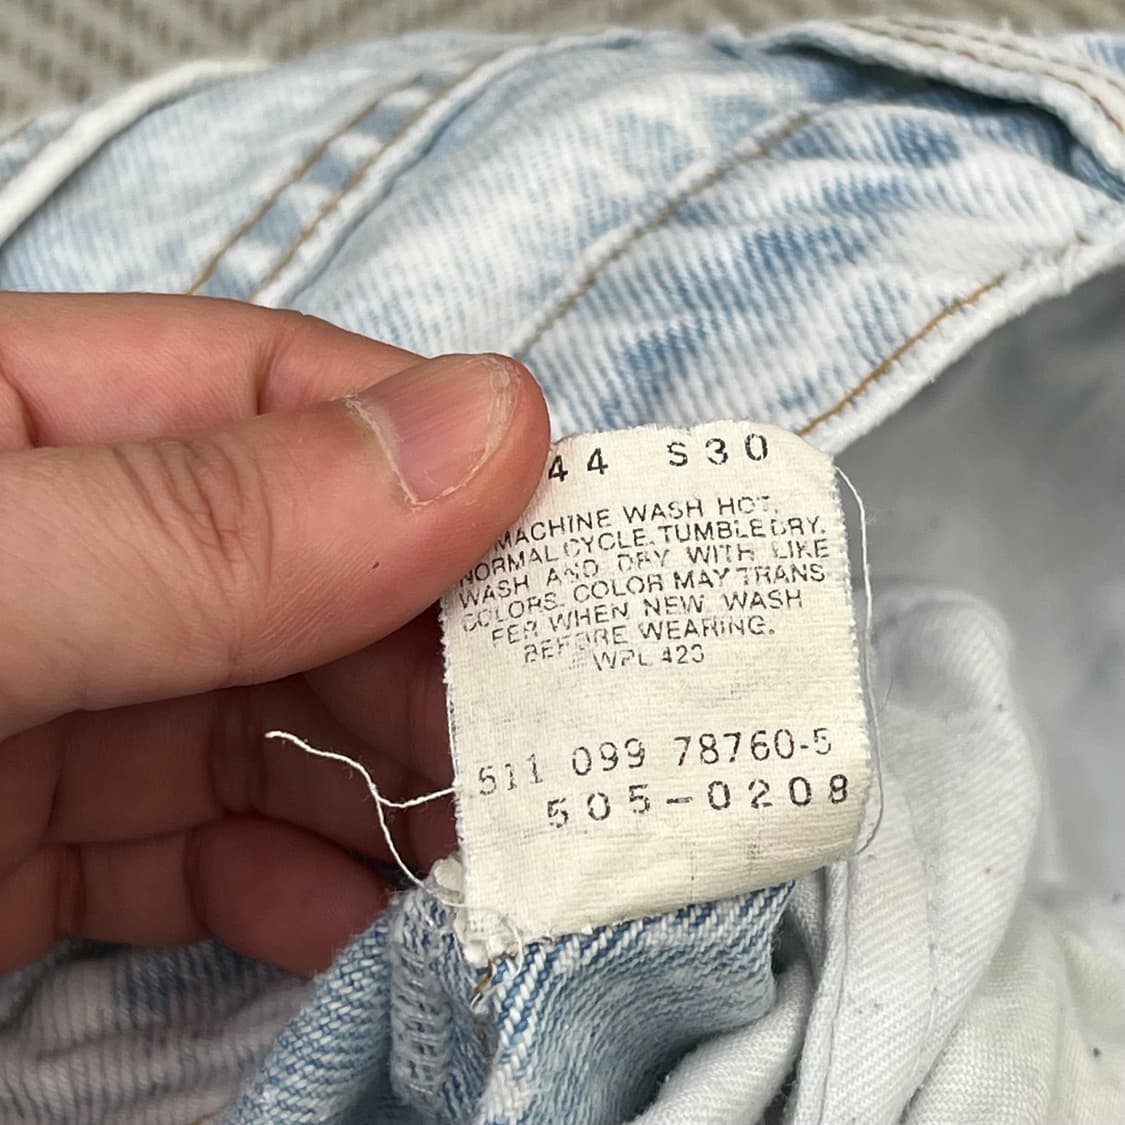 44 S30
MACHINE WASH HOT,
NORMAL CYCLE. TUMBLE DRY.
WASH AND DRY WITH LIKE
COLORS. COLOR MAY TRANS
FER WHEN NEW WASH
BEFORE WEARING.
WPL 423
511 099 78760-5
505-0208